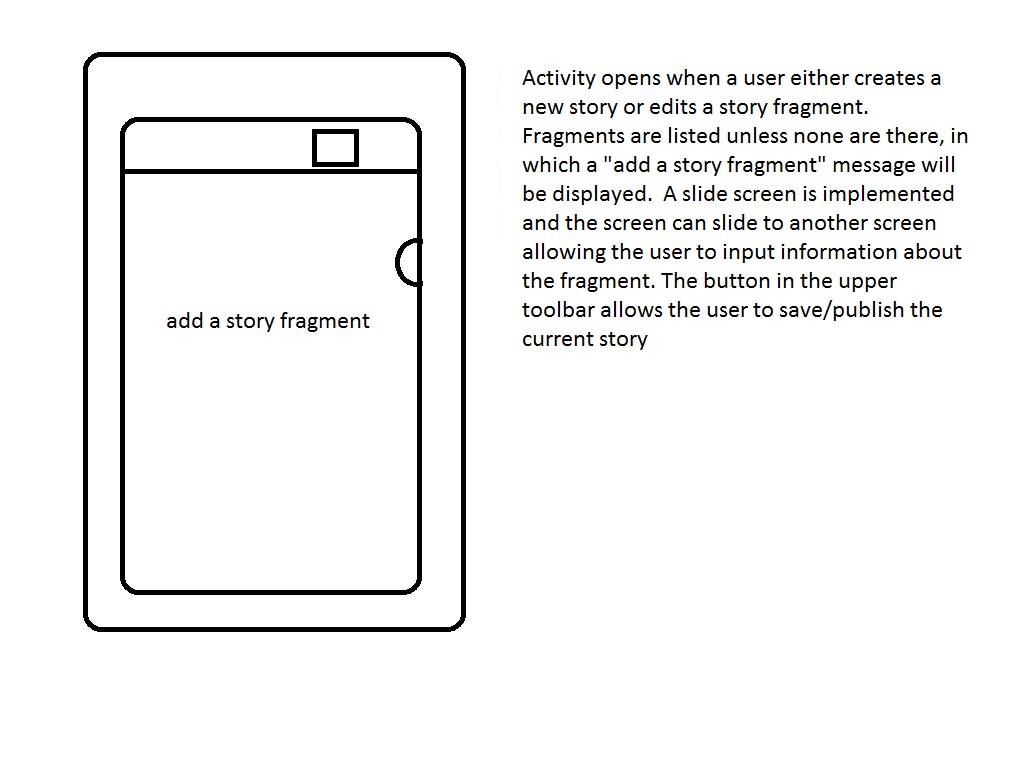 Activity opens when a user either creates a
new story or edits a story fragment.
Fragments are listed unless none are there, in
which a "add a story fragment" message will
be displayed.  A slide screen is implemented
and the screen can slide to another screen
allowing the user to input information about
the fragment. The button in the upper
toolbar allows the user to save/publish the
current story
add a story fragment